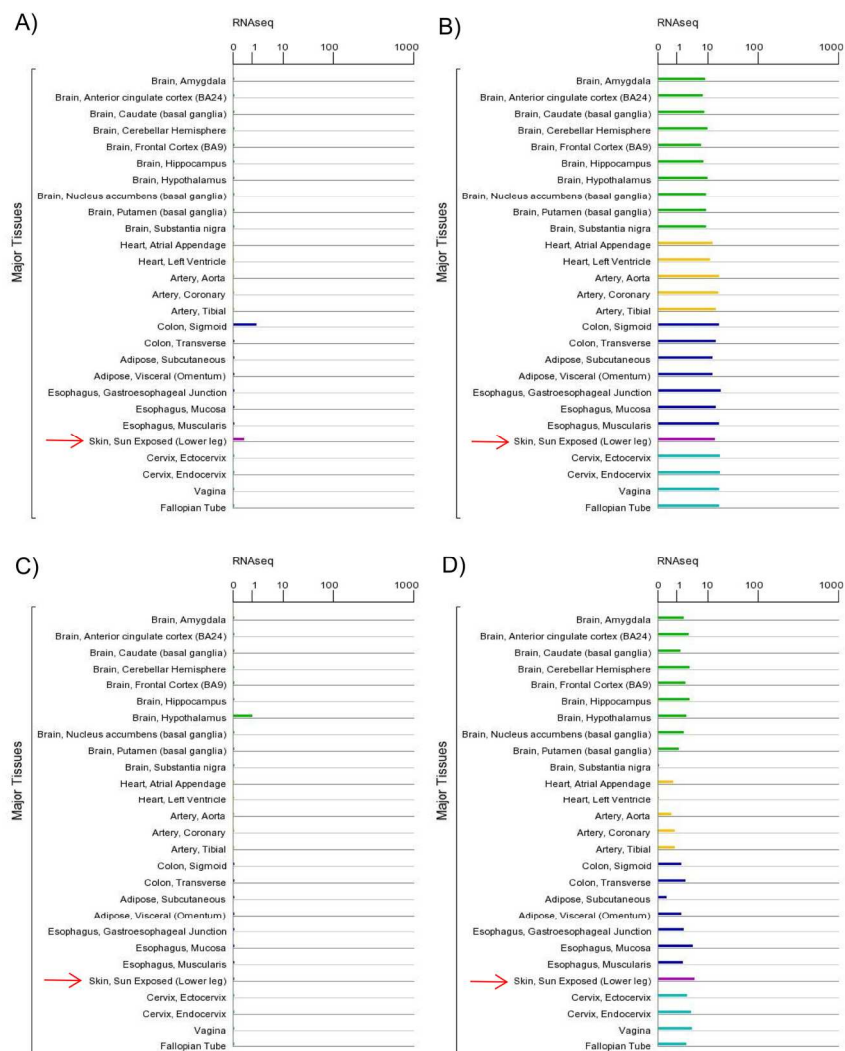 A)
RNAseq
0 1 10 100 1000
Major Tissues
Brain, Amygdala
Brain, Anterior cingulate cortex (BA24)
Brain, Caudate (basal ganglia)
Brain, Cerebellar Hemisphere
Brain, Frontal Cortex (BA9)
Brain, Hippocampus
Brain, Hypothalamus
Brain, Nucleus accumbens (basal ganglia)
Brain, Putamen (basal ganglia)
Brain, Substantia nigra
Heart, Atrial Appendage
Heart, Left Ventricle
Artery, Aorta
Artery, Coronary
Artery, Tibial
Colon, Sigmoid
Colon, Transverse
Adipose, Subcutaneous
Adipose, Visceral (Omentum)
Esophagus, Gastroesophageal Junction
Esophagus, Mucosa
Esophagus, Muscularis
Skin, Sun Exposed (Lower leg)
Cervix, Ectocervix
Cervix, Endocervix
Vagina
Fallopian Tube
B)
RNAseq
0 1 10 100 1000
Major Tissues
Brain, Amygdala
Brain, Anterior cingulate cortex (BA24)
Brain, Caudate (basal ganglia)
Brain, Cerebellar Hemisphere
Brain, Frontal Cortex (BA9)
Brain, Hippocampus
Brain, Hypothalamus
Brain, Nucleus accumbens (basal ganglia)
Brain, Putamen (basal ganglia)
Brain, Substantia nigra
Heart, Atrial Appendage
Heart, Left Ventricle
Artery, Aorta
Artery, Coronary
Artery, Tibial
Colon, Sigmoid
Colon, Transverse
Adipose, Subcutaneous
Adipose, Visceral (Omentum)
Esophagus, Gastroesophageal Junction
Esophagus, Mucosa
Esophagus, Muscularis
Skin, Sun Exposed (Lower leg)
Cervix, Ectocervix
Cervix, Endocervix
Vagina
Fallopian Tube
C)
RNAseq
0 1 10 100 1000
Major Tissues
Brain, Amygdala
Brain, Anterior cingulate cortex (BA24)
Brain, Caudate (basal ganglia)
Brain, Cerebellar Hemisphere
Brain, Frontal Cortex (BA9)
Brain, Hippocampus
Brain, Hypothalamus
Brain, Nucleus accumbens (basal ganglia)
Brain, Putamen (basal ganglia)
Brain, Substantia nigra
Heart, Atrial Appendage
Heart, Left Ventricle
Artery, Aorta
Artery, Coronary
Artery, Tibial
Colon, Sigmoid
Colon, Transverse
Adipose, Subcutaneous
Adipose, Visceral (Omentum)
Esophagus, Gastroesophageal Junction
Esophagus, Mucosa
Esophagus, Muscularis
Skin, Sun Exposed (Lower leg)
Cervix, Ectocervix
Cervix, Endocervix
Vagina
Fallopian Tube
D)
RNAseq
0 1 10 100 1000
Major Tissues
Brain, Amygdala
Brain, Anterior cingulate cortex (BA24)
Brain, Caudate (basal ganglia)
Brain, Cerebellar Hemisphere
Brain, Frontal Cortex (BA9)
Brain, Hippocampus
Brain, Hypothalamus
Brain, Nucleus accumbens (basal ganglia)
Brain, Putamen (basal ganglia)
Brain, Substantia nigra
Heart, Atrial Appendage
Heart, Left Ventricle
Artery, Aorta
Artery, Coronary
Artery, Tibial
Colon, Sigmoid
Colon, Transverse
Adipose, Subcutaneous
Adipose, Visceral (Omentum)
Esophagus, Gastroesophageal Junction
Esophagus, Mucosa
Esophagus, Muscularis
Skin, Sun Exposed (Lower leg)
Cervix, Ectocervix
Cervix, Endocervix
Vagina
Fallopian Tube